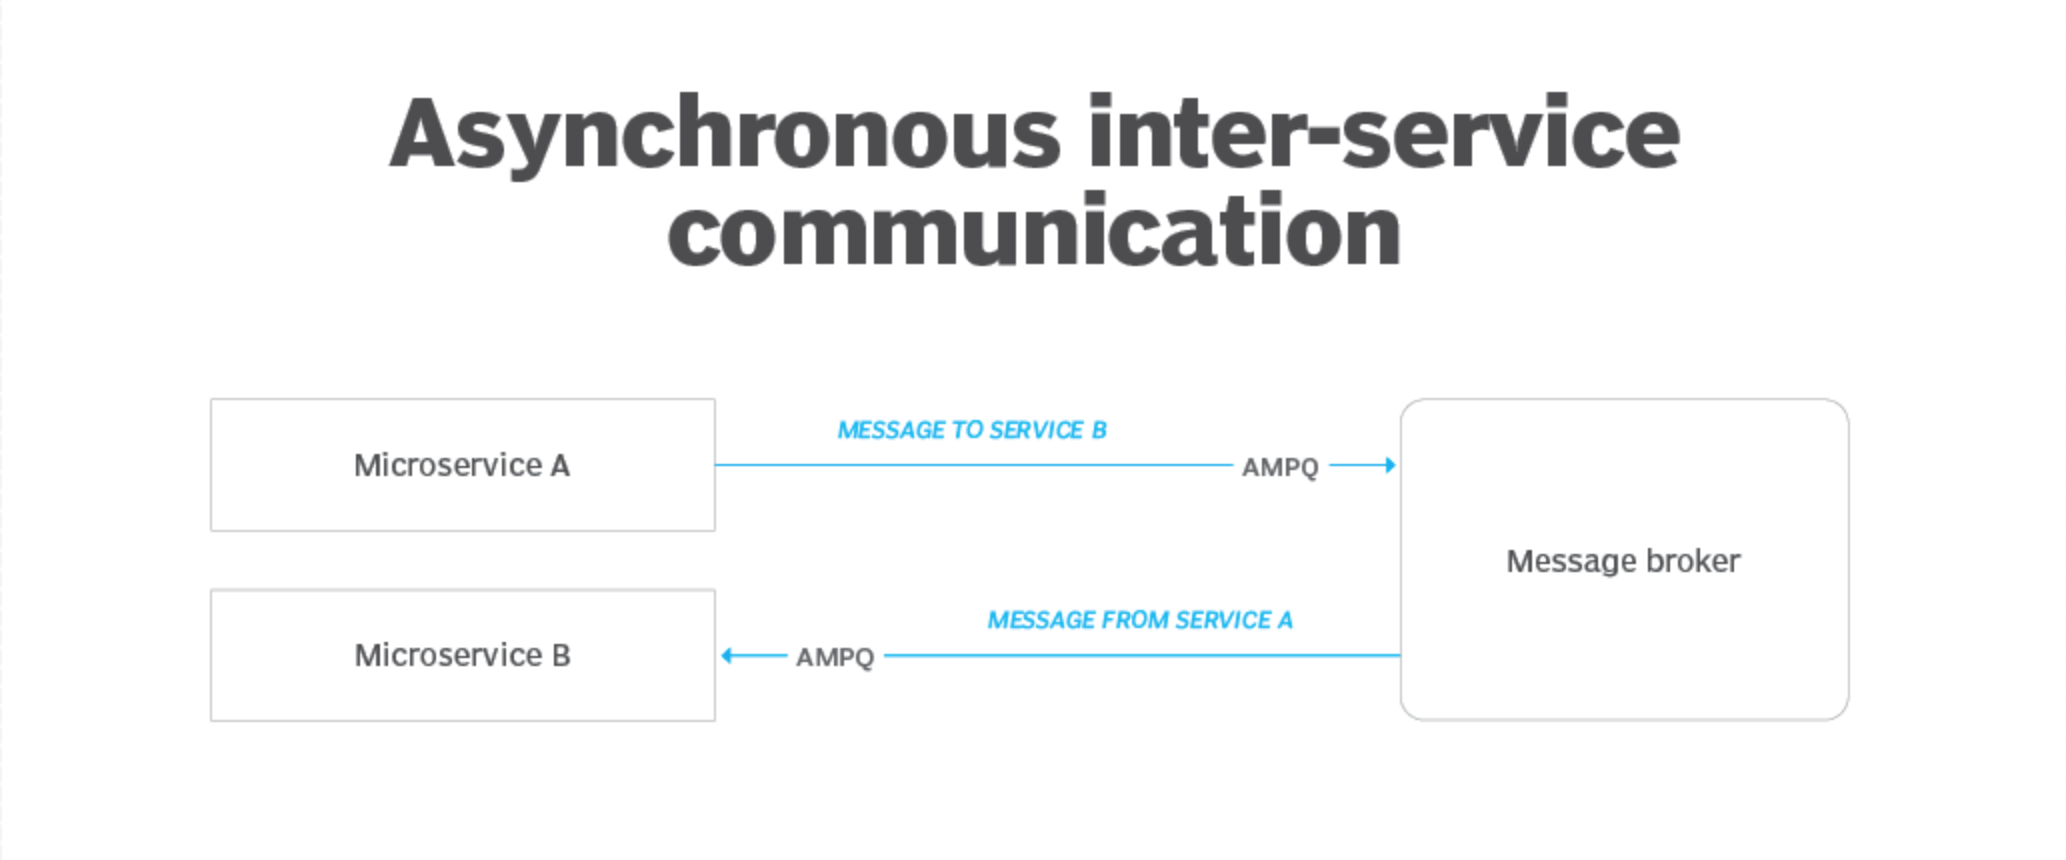 Asynchronous inter-service
communication
MESSAGE TO SERVICE B
Microservice A
AMPQ
Message broker
MESSAGE FROM SERVICE A
Microservice B
AMPQ